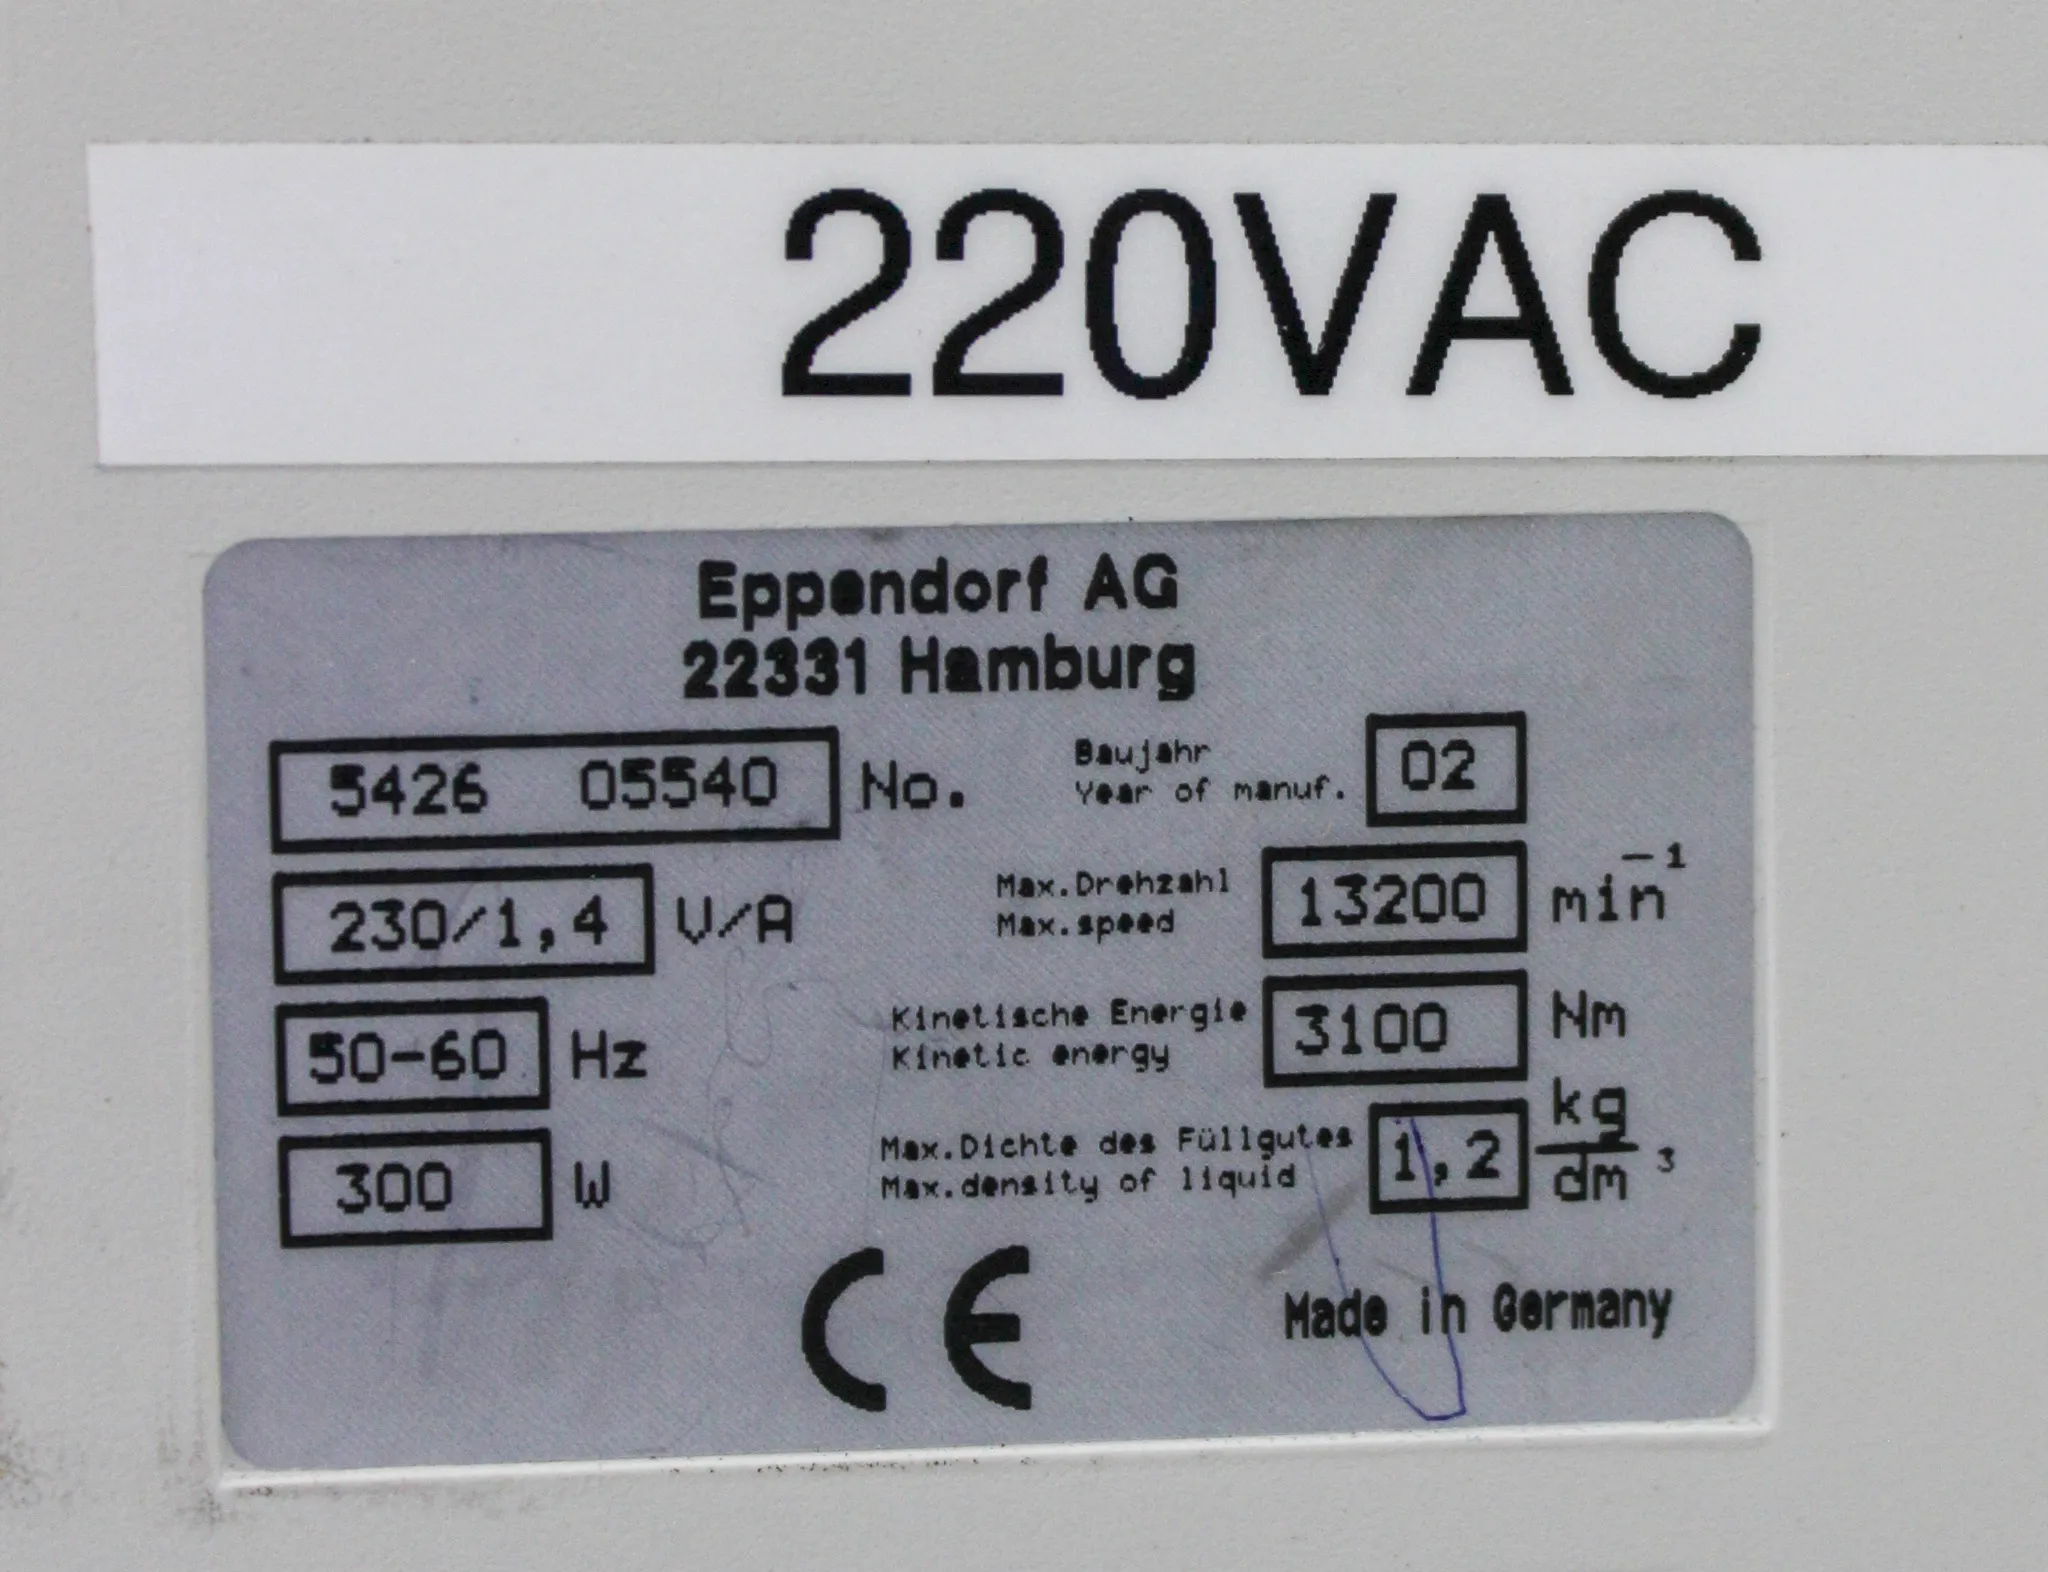 220VAC
Eppendorf AG
22331 Hamburg
5426 05540 No.
Baujahr
Year of manuf.
02
230/1,4 V/A
Max.Drehzahl
Max.speed
13200 min⁻¹
50-60 Hz
Kinetische Energie
Kinetic energy
3100 Nm
300 W
Max.Dichte des Füllgutes
Max.density of liquid
1,2 kg/dm³
CE
Made in Germany